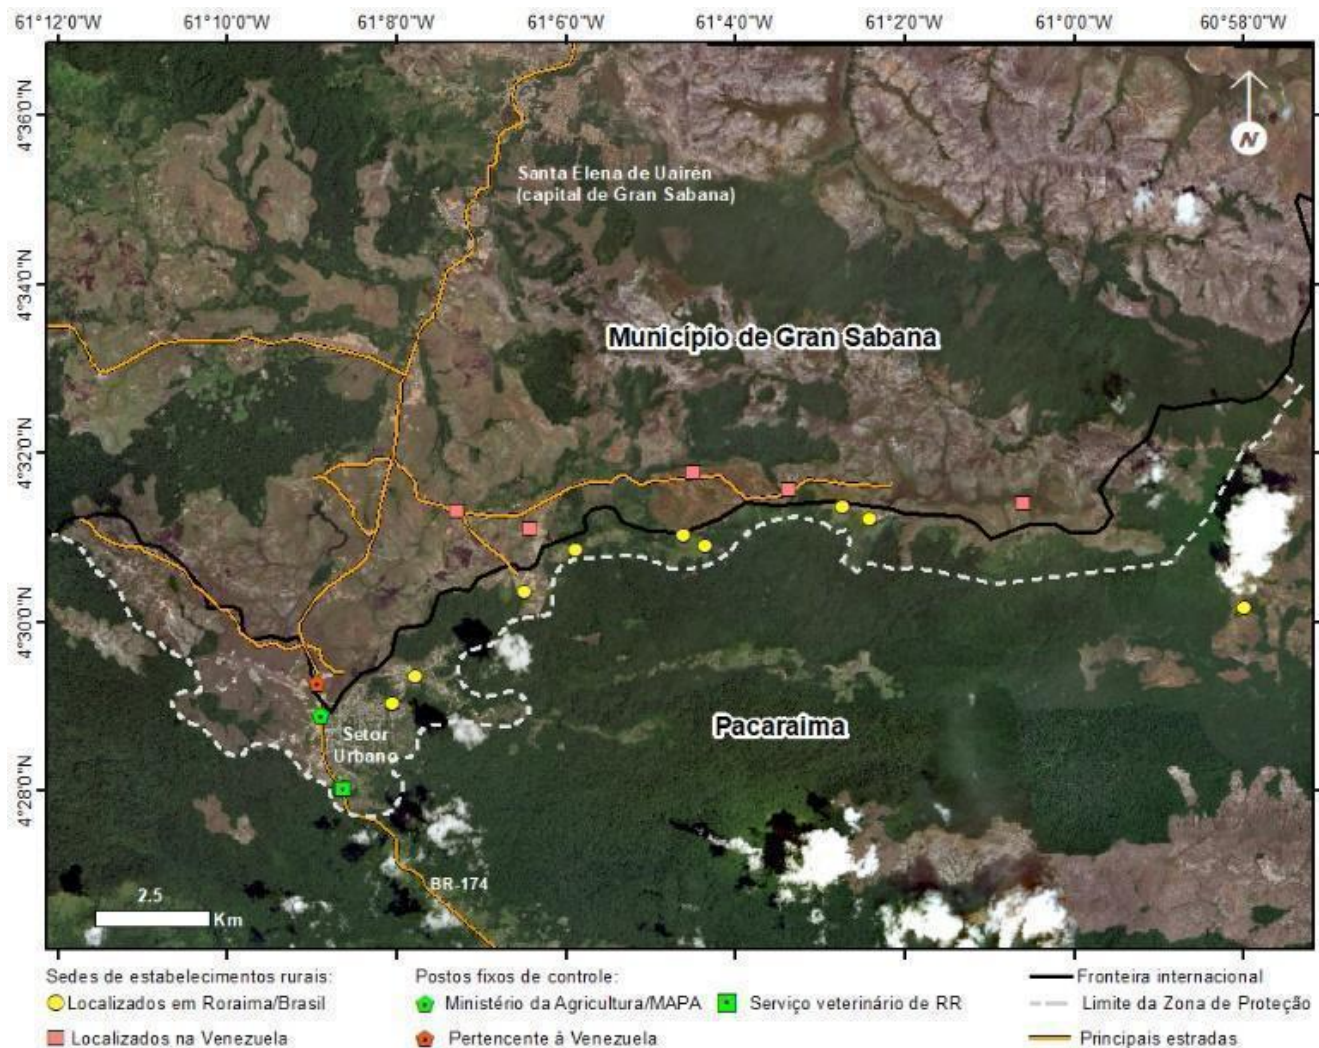 61°12'0"W 61°10'0"W 61°8'0"W 61°6'0"W 61°4'0"W 61°2'0"W 61°0'0"W 60°58'0"W
4°36'0"N
4°34'0"N
4°32'0"N
4°30'0"N
4°28'0"N
N
Santa Elena de Uairén
(capital de Gran Sabana)
Município de Gran Sabana
Pacaraima
Setor
Urbano
BR-174
2.5
Km
Sedes de estabelecimentos rurais:
Localizados em Roraima/Brasil
Localizados na Venezuela
Postos fixos de controle:
Ministério da Agricultura/MAPA
Serviço veterinário de RR
Pertencente à Venezuela
Fronteira internacional
Limite da Zona de Proteção
Principais estradas